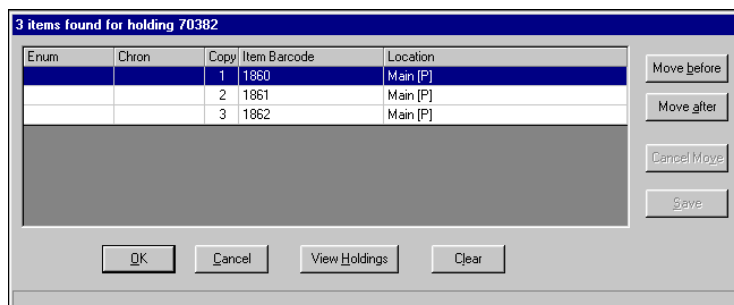 3 items found for holding 70382
Enum Chron Copy Item Barcode Location
1 1860 Main [P]
2 1861 Main [P]
3 1862 Main [P]
Move before
Move after
Cancel Move
Save
OK Cancel View Holdings Clear